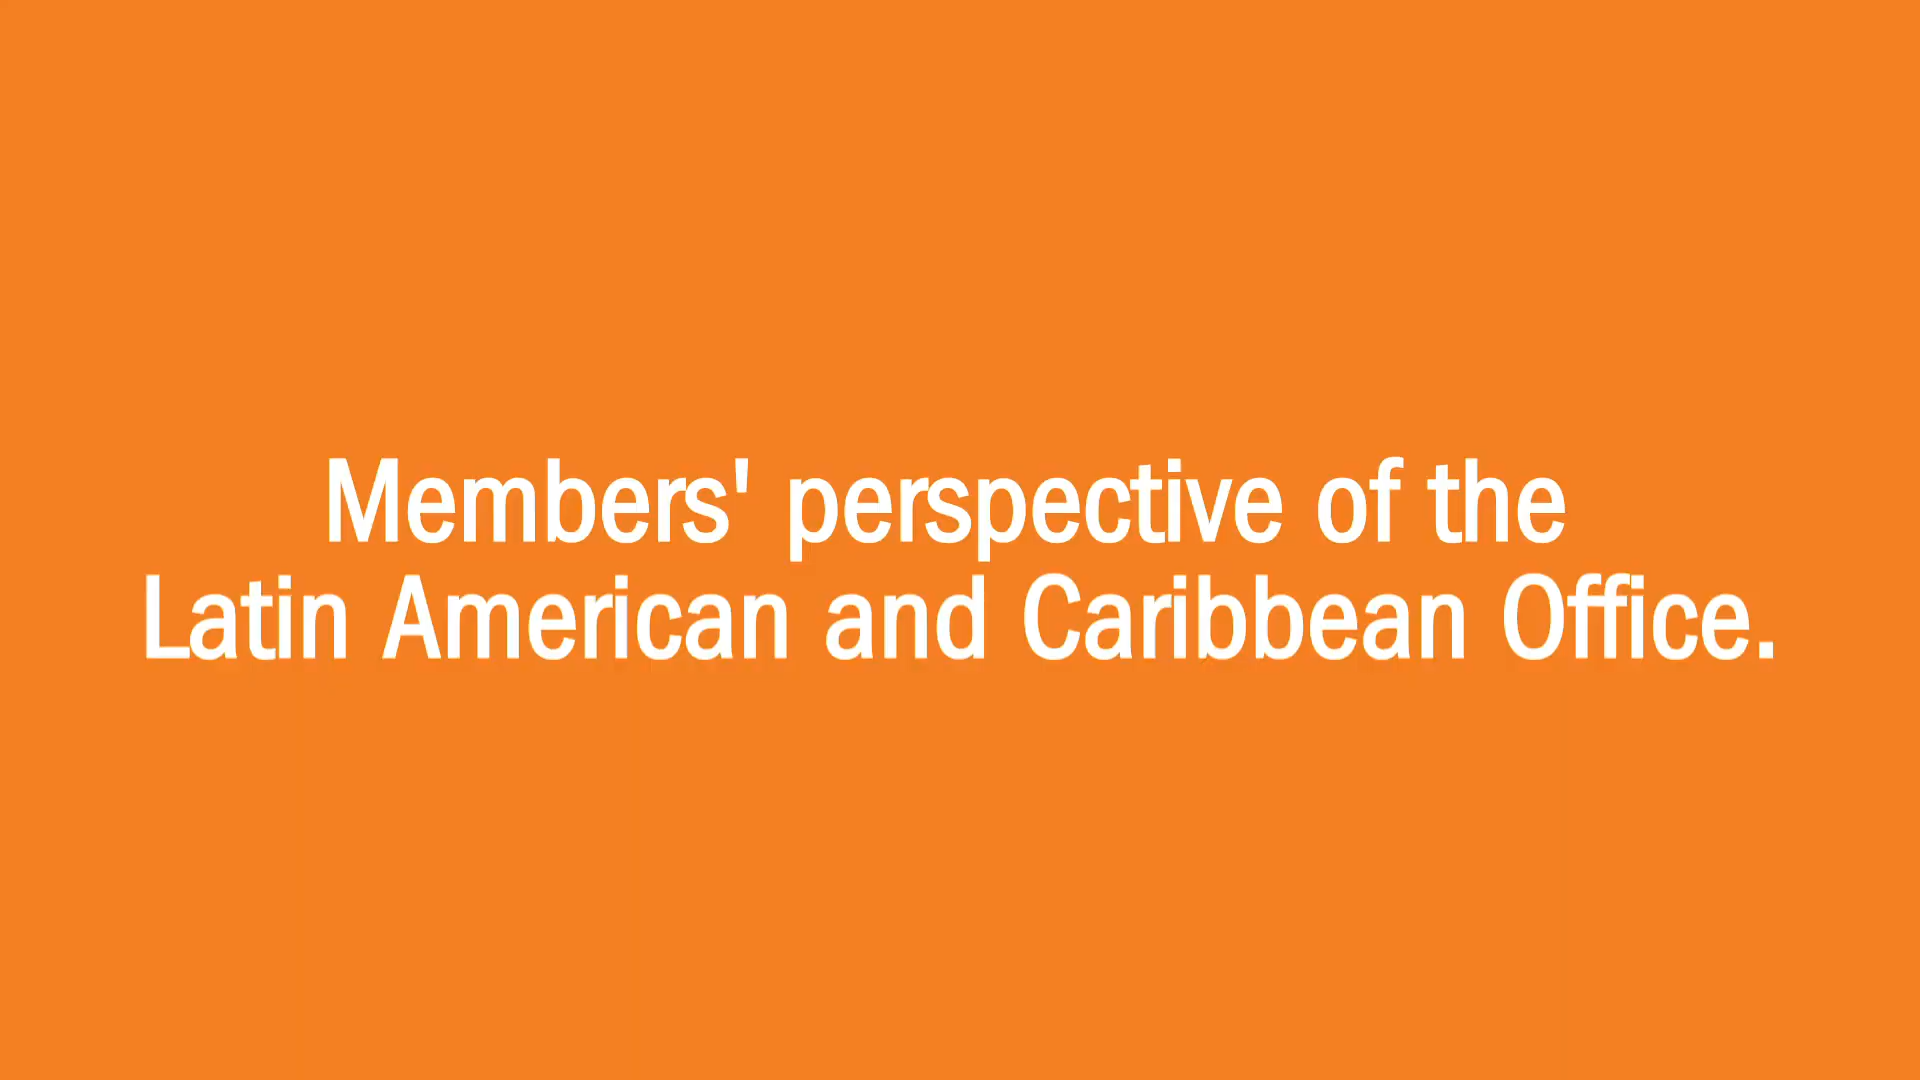 Members' perspective of the
Latin American and Caribbean Office.